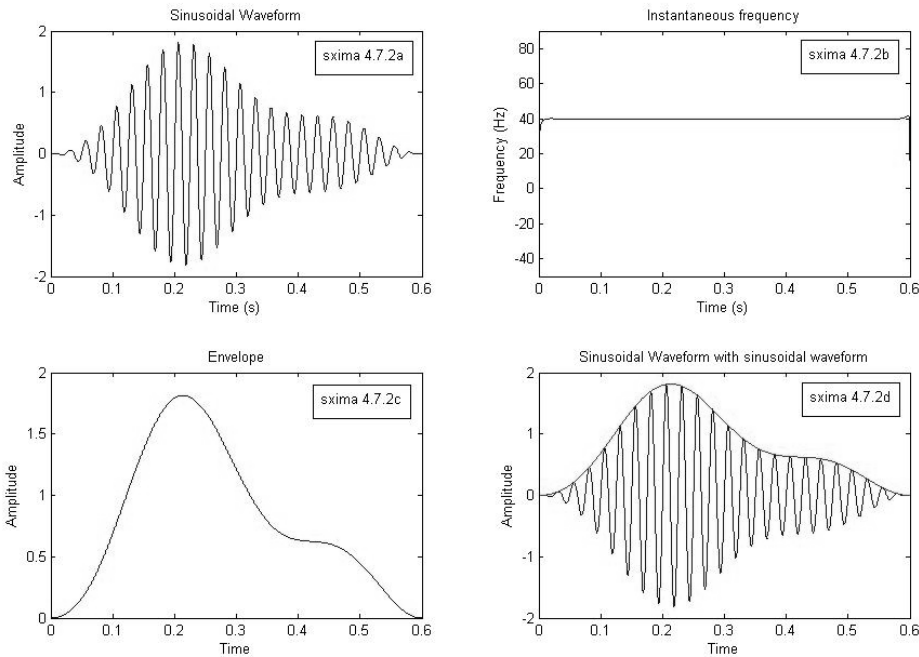 Sinusoidal Waveform
2
1
0
-1
-2
Amplitude
sxima 4.7.2a
0 0.1 0.2 0.3 0.4 0.5 0.6
Time (s)
Instantaneous frequency
80
60
40
20
0
-20
-40
Frequency (Hz)
sxima 4.7.2b
0 0.1 0.2 0.3 0.4 0.5 0.6
Time (s)
Envelope
2
1.5
1
0.5
0
Amplitude
sxima 4.7.2c
0 0.1 0.2 0.3 0.4 0.5 0.6
Time
Sinusoidal Waveform with sinusoidal waveform
2
1
0
-1
-2
Amplitude
sxima 4.7.2d
0 0.1 0.2 0.3 0.4 0.5 0.6
Time